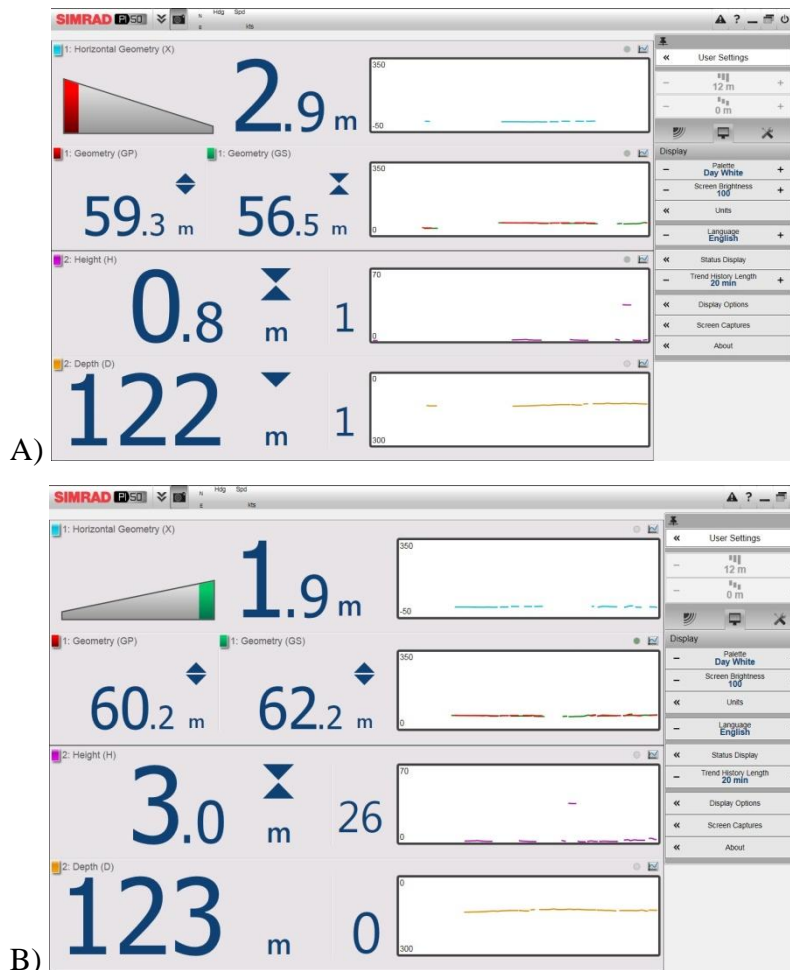 SIMRAD PI50 N Hdg Spd
E kts ? 
1: Horizontal Geometry (X)
2.9 m
350
-50
1: Geometry (GP) 1: Geometry (GS)
59.3 m 56.5 m
350
0
2: Height (H)
0.8 m 1
70
0
2: Depth (D)
122 m 1
0
300
« User Settings
- 12 m +
- 0 m +
Display
- Palette +
Day White
- Screen Brightness +
100
« Units
- Language +
English
« Status Display
- Trend History Length +
20 min
« Display Options
« Screen Captures
« About
A)
SIMRAD PI50 N Hdg Spd
E kts ?
1: Horizontal Geometry (X)
1.9 m
350
-50
1: Geometry (GP) 1: Geometry (GS)
60.2 m 62.2 m
350
0
2: Height (H)
3.0 m 26
70
0
2: Depth (D)
123 m 0
0
300
« User Settings
- 12 m
- 0 m
Display
- Palette
Day White
- Screen Brightness
100
« Units
- Language
English
« Status Display
- Trend History Length
20 min
« Display Options
« Screen Captures
« About
B)